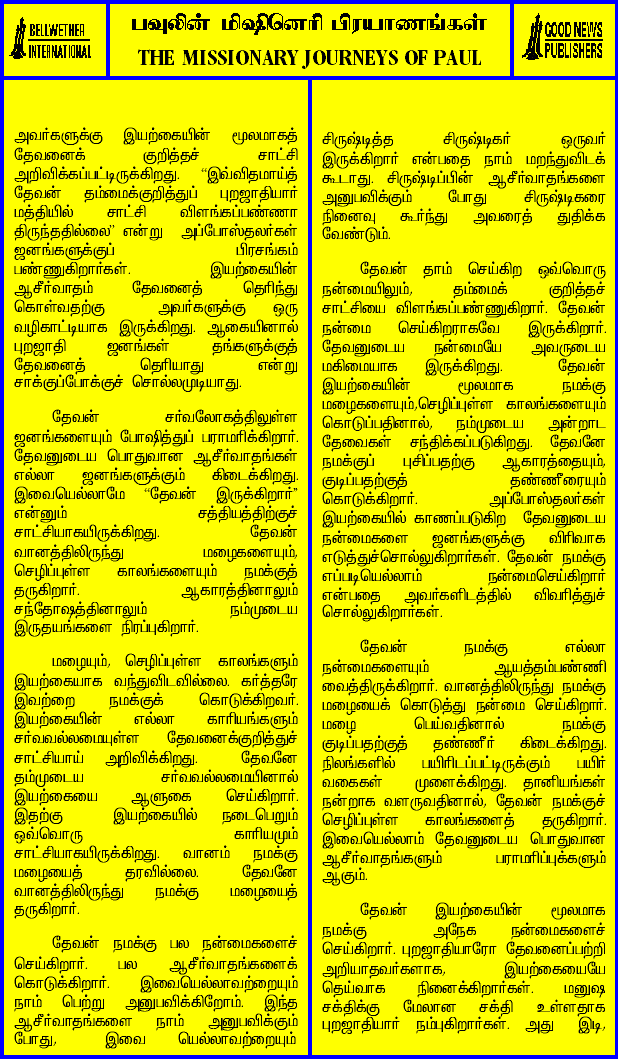 BELLWETHER
INTERNATIONAL
பவுலின் மிஷினெரி பிரயாணங்கள்
THE MISSIONARY JOURNEYS OF PAUL
GOOD NEWS
PUBLISHERS
அவர்களுக்கு இயற்கையின் மூலமாகத்
தேவனைக் குறித்தச் சாட்சி
அறிவிக்கப்பட்டிருக்கிறது. “இவ்விதமாய்த்
தேவன் தம்மைக்குறித்துப் புறஜாதியார்
மத்தியில் சாட்சி விளங்கப்பண்ணா
திருந்ததில்லை” என்று அப்போஸ்தலர்கள்
ஜனங்களுக்குப் பிரசங்கம்
பண்ணுகிறார்கள். இயற்கையின்
ஆசீர்வாதம் தேவனைத் தெரிந்து
கொள்வதற்கு அவர்களுக்கு ஒரு
வழிகாட்டியாக இருக்கிறது. ஆகையினால்
புறஜாதி ஜனங்கள் தங்களுக்குத்
தேவனைத் தெரியாது என்று
சாக்குப்போக்குச் சொல்லமுடியாது.
தேவன் சர்வலோகத்திலுள்ள
ஜனங்களையும் போஷித்துப் பராமரிக்கிறார்.
தேவனுடைய பொதுவான ஆசீர்வாதங்கள்
எல்லா ஜனங்களுக்கும் கிடைக்கிறது.
இவையெல்லாமே “தேவன் இருக்கிறார்”
என்னும் சத்தியத்திற்குச்
சாட்சியாகயிருக்கிறது. தேவன்
வானத்திலிருந்து மழைகளையும்,
செழிப்புள்ள காலங்களையும் நமக்குத்
தருகிறார். ஆகாரத்தினாலும்
சந்தோஷத்தினாலும் நம்முடைய
இருதயங்களை நிரப்புகிறார்.
மழையும், செழிப்புள்ள காலங்களும்
இயற்கையாக வந்துவிடவில்லை. கர்த்தரே
இவற்றை நமக்குக் கொடுக்கிறவர்.
இயற்கையின் எல்லா காரியங்களும்
சர்வவல்லமையுள்ள தேவனைக்குறித்துச்
சாட்சியாய் அறிவிக்கிறது. தேவனே
தம்முடைய சர்வவல்லமையினால்
இயற்கையை ஆளுகை செய்கிறார்.
இதற்கு இயற்கையில் நடைபெறும்
ஒவ்வொரு காரியமும்
சாட்சியாகயிருக்கிறது. வானம் நமக்கு
மழையைத் தரவில்லை. தேவனே
வானத்திலிருந்து நமக்கு மழையைத்
தருகிறார்.
தேவன் நமக்கு பல நன்மைகளைச்
செய்கிறார். பல ஆசீர்வாதங்களைக்
கொடுக்கிறார். இவையெல்லாவற்றையும்
நாம் பெற்று அனுபவிக்கிறோம். இந்த
ஆசீர்வாதங்களை நாம் அனுபவிக்கும்
போது, இவை யெல்லாவற்றையும்
சிருஷ்டித்த சிருஷ்டிகர் ஒருவர்
இருக்கிறார் என்பதை நாம் மறந்துவிடக்
கூடாது. சிருஷ்டிப்பின் ஆசீர்வாதங்களை
அனுபவிக்கும் போது சிருஷ்டிகரை
நினைவு கூர்ந்து அவரைத் துதிக்க
வேண்டும்.
தேவன் தாம் செய்கிற ஒவ்வொரு
நன்மையிலும், தம்மைக் குறித்தச்
சாட்சியை விளங்கப்பண்ணுகிறார். தேவன்
நன்மை செய்கிறராகவே இருக்கிறார்.
தேவனுடைய நன்மையே அவருடைய
மகிமையாக இருக்கிறது. தேவன்
இயற்கையின் மூலமாக நமக்கு
மழைகளையும்,செழிப்புள்ள காலங்களையும்
கொடுப்பதினால், நம்முடைய அன்றாட
தேவைகள் சந்திக்கப்படுகிறது. தேவனே
நமக்குப் புசிப்பதற்கு ஆகாரத்தையும்,
குடிப்பதற்குத் தண்ணீரையும்
கொடுக்கிறார். அப்போஸ்தலர்கள்
இயற்கையில் காணப்படுகிற தேவனுடைய
நன்மைகளை ஜனங்களுக்கு விரிவாக
எடுத்துச்சொல்லுகிறார்கள். தேவன் நமக்கு
எப்படியெல்லாம் நன்மைசெய்கிறார்
என்பதை அவர்களிடத்தில் விவரித்துச்
சொல்லுகிறார்கள்.
தேவன் நமக்கு எல்லா
நன்மைகளையும் ஆயத்தம்பண்ணி
வைத்திருக்கிறார். வானத்திலிருந்து நமக்கு
மழையைக் கொடுத்து நன்மை செய்கிறார்.
மழை பெய்வதினால் நமக்கு
குடிப்பதற்குத் தண்ணீர் கிடைக்கிறது.
நிலங்களில் பயிரிடப்பட்டிருக்கும் பயிர்
வகைகள் முளைக்கிறது. தானியங்கள்
நன்றாக வளருவதினால், தேவன் நமக்குச்
செழிப்புள்ள காலங்களைத் தருகிறார்.
இவையெல்லாம் தேவனுடைய பொதுவான
ஆசீர்வாதங்களும் பராமரிப்புக்களும்
ஆகும்.
தேவன் இயற்கையின் மூலமாக
நமக்கு அநேக நன்மைகளைச்
செய்கிறார். புறஜாதியாரோ தேவனைப்பற்றி
அறியாதவர்களாக, இயற்கையையே
தெய்வாக நினைக்கிறார்கள். மனுஷ
சக்திக்கு மேலான சக்தி உள்ளதாக
புறஜாதியார் நம்புகிறார்கள். அது இடி,